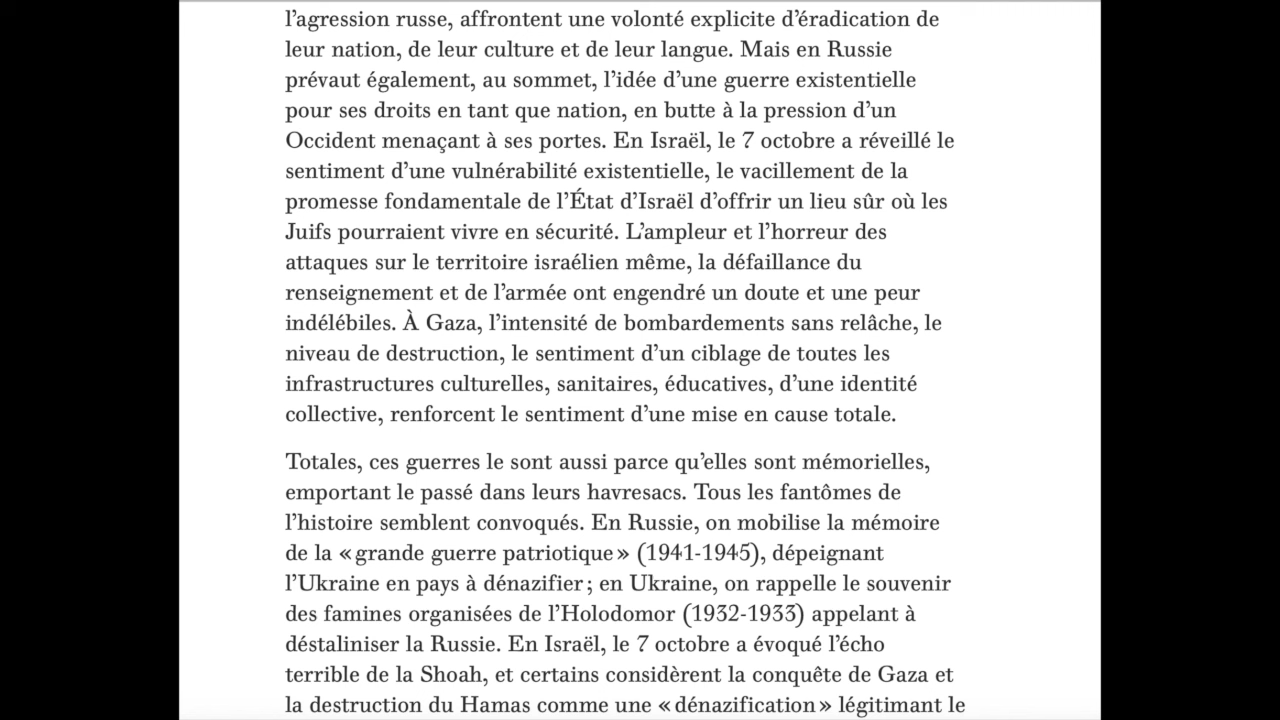 l’agression russe, affrontent une volonté explicite d’éradication de
leur nation, de leur culture et de leur langue. Mais en Russie
prévaut également, au sommet, l’idée d’une guerre existentielle
pour ses droits en tant que nation, en butte à la pression d’un
Occident menaçant à ses portes. En Israël, le 7 octobre a réveillé le
sentiment d’une vulnérabilité existentielle, le vacillement de la
promesse fondamentale de l’État d’Israël d’offrir un lieu sûr où les
Juifs pourraient vivre en sécurité. L’ampleur et l’horreur des
attaques sur le territoire israélien même, la défaillance du
renseignement et de l’armée ont engendré un doute et une peur
indélébiles. À Gaza, l’intensité de bombardements sans relâche, le
niveau de destruction, le sentiment d’un ciblage de toutes les
infrastructures culturelles, sanitaires, éducatives, d’une identité
collective, renforcent le sentiment d’une mise en cause totale.
Totales, ces guerres le sont aussi parce qu’elles sont mémorielles,
emportant le passé dans leurs havresacs. Tous les fantômes de
l’histoire semblent convoqués. En Russie, on mobilise la mémoire
de la « grande guerre patriotique » (1941-1945), dépeignant
l’Ukraine en pays à dénazifier ; en Ukraine, on rappelle le souvenir
des famines organisées de l’Holodomor (1932-1933) appelant à
déstaliniser la Russie. En Israël, le 7 octobre a évoqué l’écho
terrible de la Shoah, et certains considèrent la conquête de Gaza et
la destruction du Hamas comme une « dénazification » légitimant le